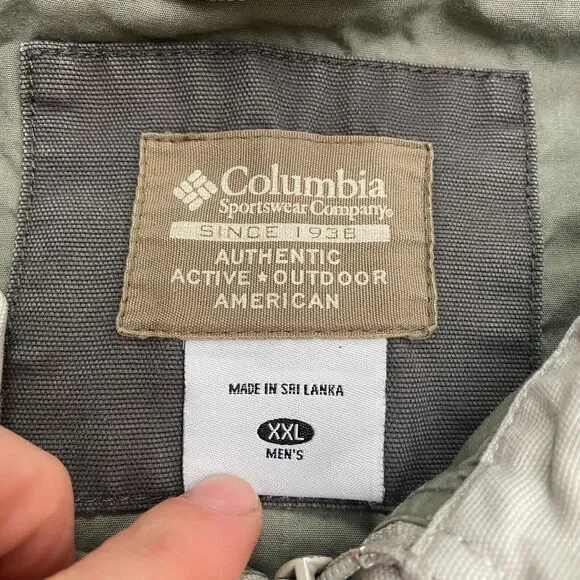 Columbia
Sportswear Company®
SINCE 1938
AUTHENTIC
ACTIVE ★ OUTDOOR
AMERICAN
MADE IN SRI LANKA
XXL
MEN'S